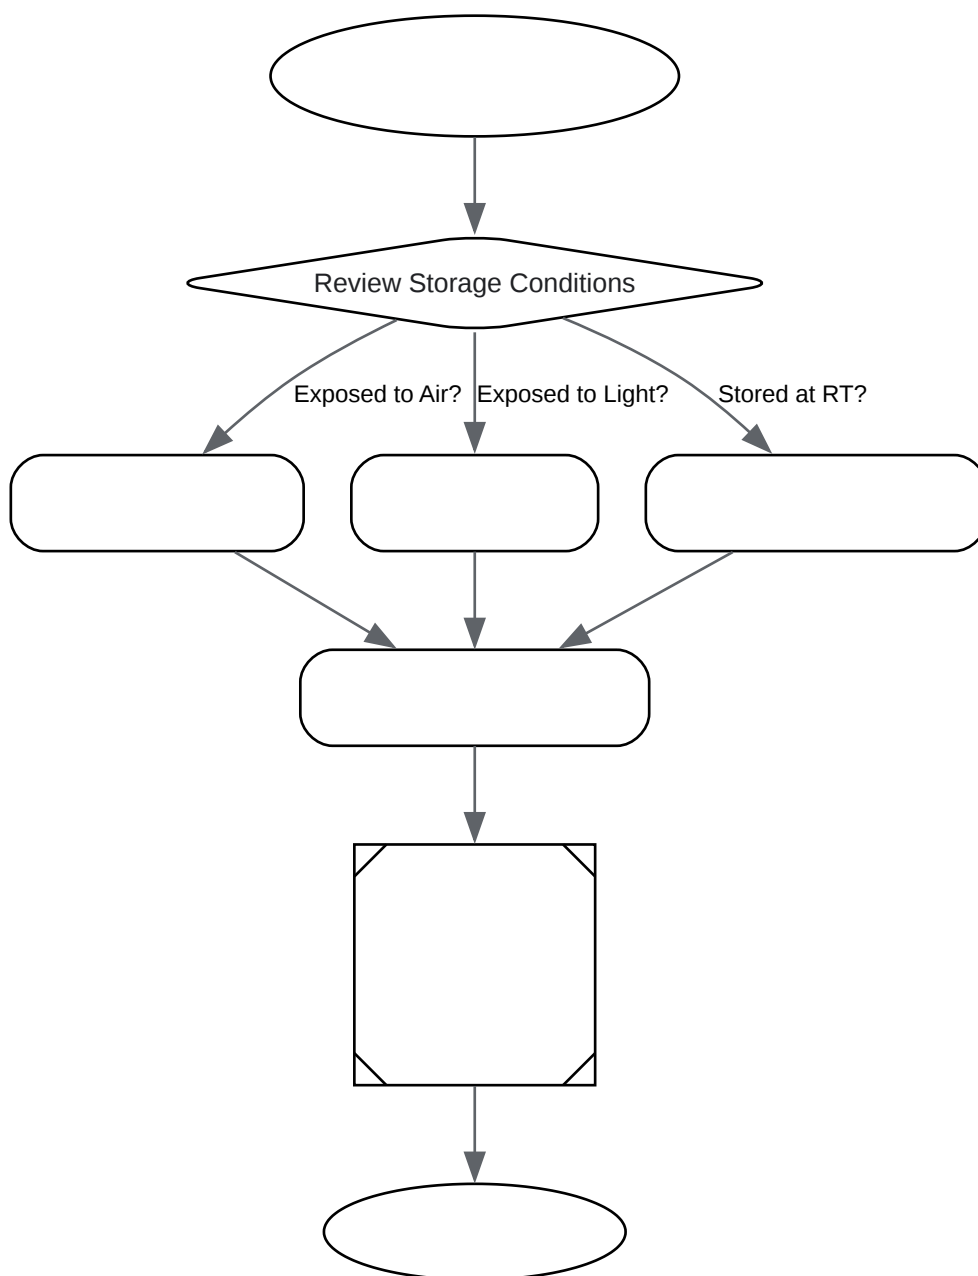 Review Storage Conditions
Exposed to Air?
Exposed to Light?
Stored at RT?